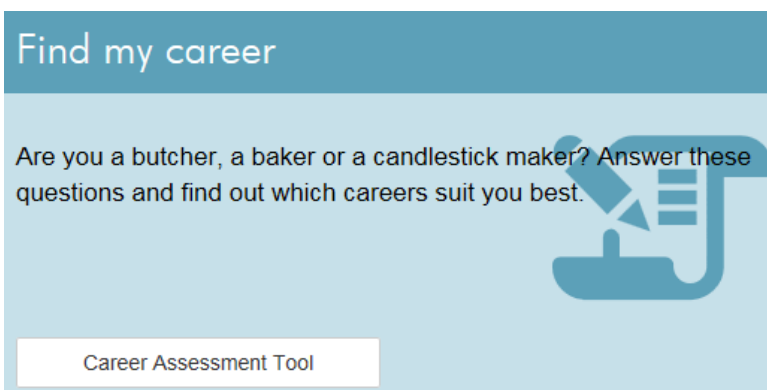 Find my career
Are you a butcher, a baker or a candlestick maker? Answer these
questions and find out which careers suit you best.
Career Assessment Tool